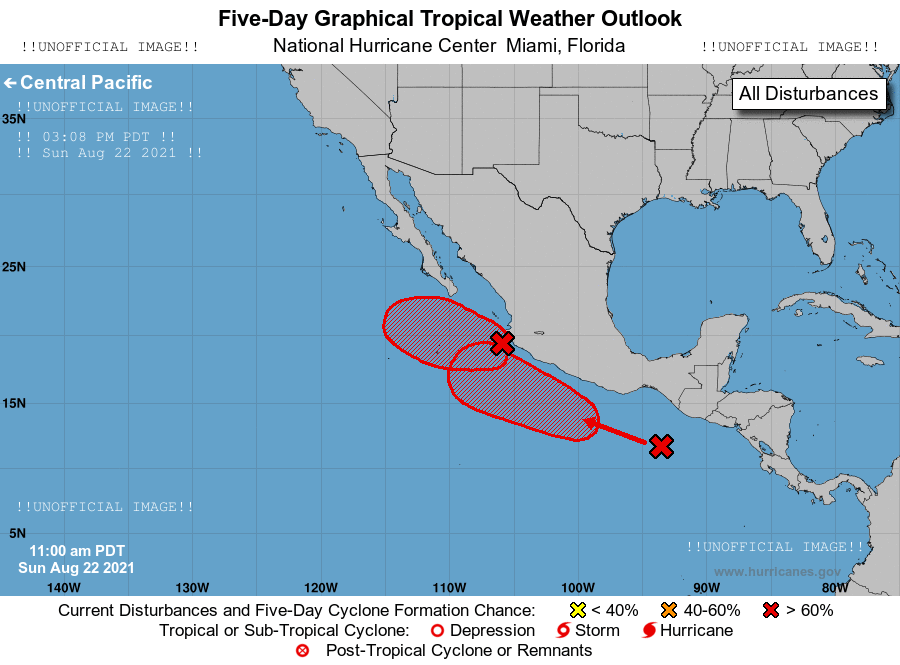 Five-Day Graphical Tropical Weather Outlook
!!UNOFFICIAL IMAGE!! National Hurricane Center  Miami, Florida !!UNOFFICIAL IMAGE!!
← Central Pacific
All Disturbances
!!UNOFFICIAL IMAGE!!
35N
!! 03:08 PM PDT !!
!! Sun Aug 22 2021 !!
25N
15N
!!UNOFFICIAL IMAGE!!
5N
11:00 am PDT
Sun Aug 22 2021
!!UNOFFICIAL IMAGE!!
www.hurricanes.gov
140W 130W 120W 110W 100W 90W 80W
Current Disturbances and Five-Day Cyclone Formation Chance: < 40% 40-60% > 60%
Tropical or Sub-Tropical Cyclone: Depression Storm Hurricane
Post-Tropical Cyclone or Remnants